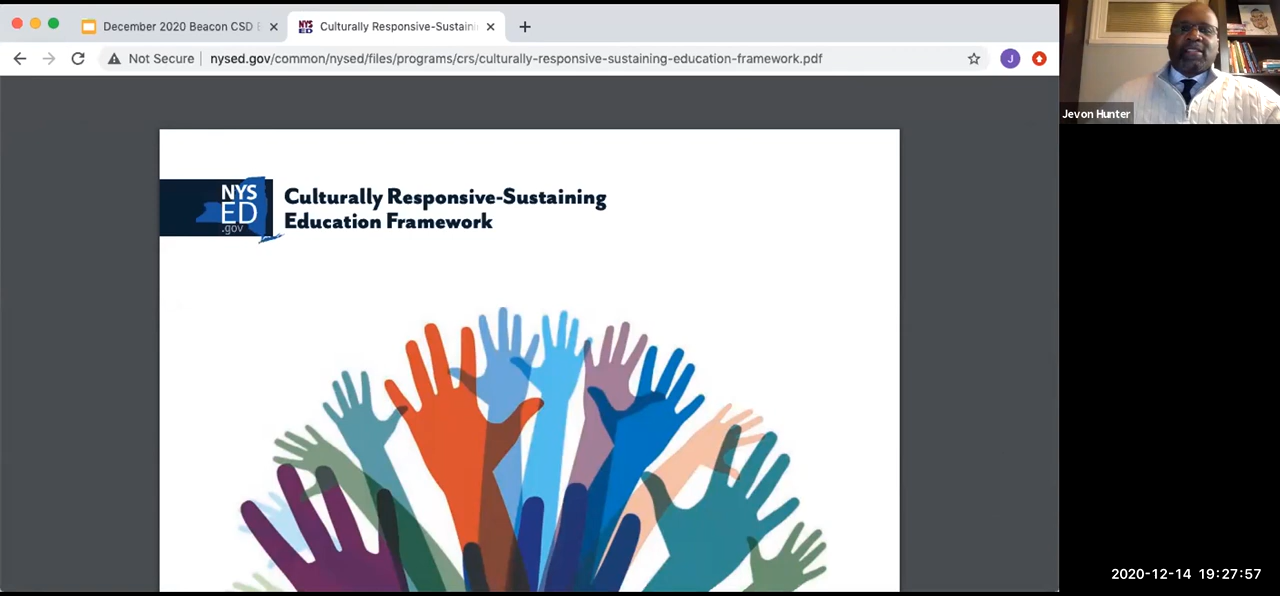 December 2020 Beacon CSD
Culturally Responsive-Sustain
Not Secure
nysed.gov/common/nysed/files/programs/crs/culturally-responsive-sustaining-education-framework.pdf
J
Jevon Hunter
NYS
ED
.gov
Culturally Responsive-Sustaining
Education Framework
2020-12-14 19:27:57